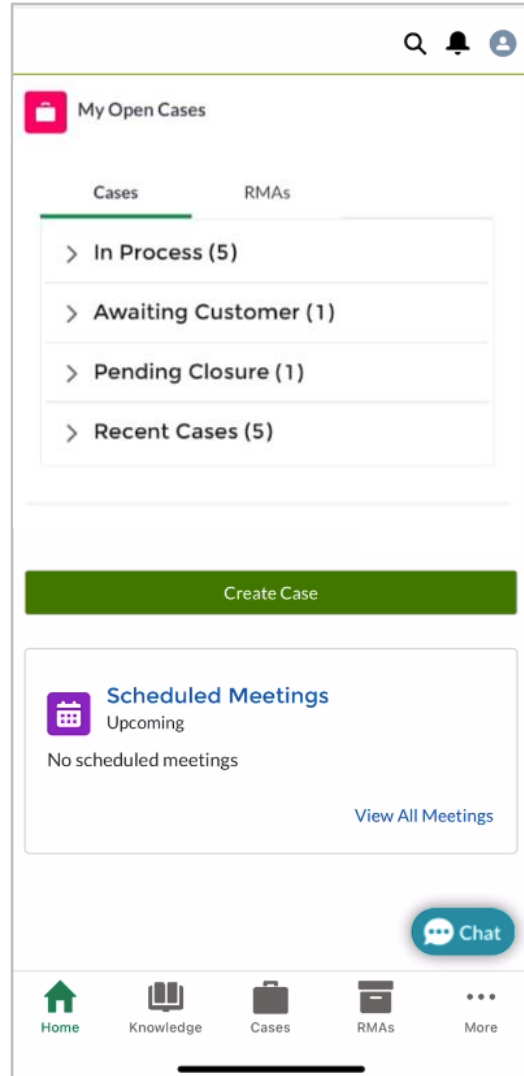 My Open Cases
Cases RMAs
In Process (5)
Awaiting Customer (1)
Pending Closure (1)
Recent Cases (5)
Create Case
Scheduled Meetings
Upcoming
No scheduled meetings
View All Meetings
Chat
Home Knowledge Cases RMAs More